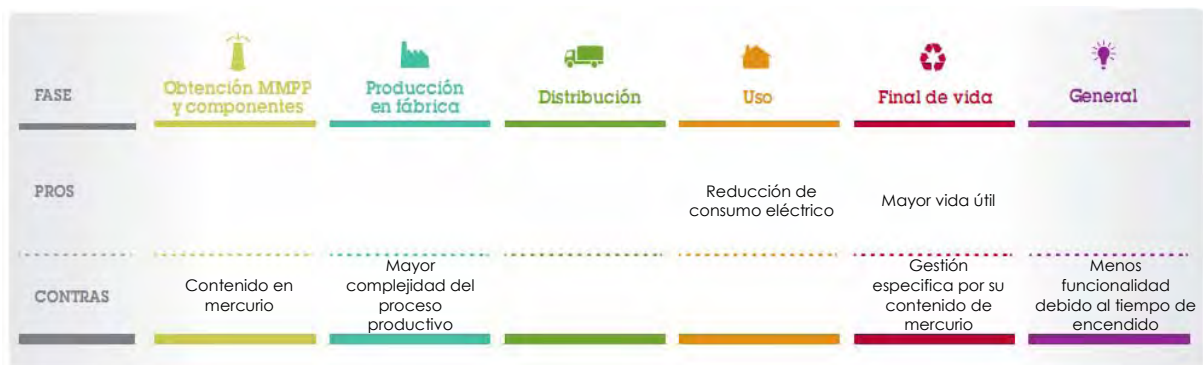 FASE
Obtención MMPP
y componentes
Producción
en fábrica
Distribución
Uso
Final de vida
General
PROS
Reducción de
consumo eléctrico
Mayor vida útil
CONTRAS
Contenido en
mercurio
Mayor
complejidad del
proceso
productivo
Gestión
especifica por su
contenido de
mercurio
Menos
funcionalidad
debido al tiempo de
encendido